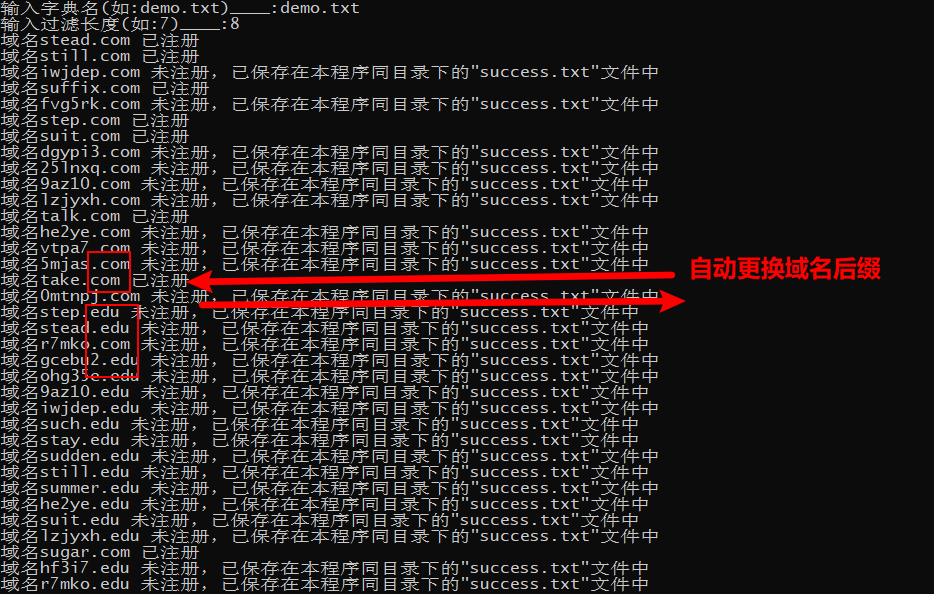 输入字典名(如:demo.txt)____:demo.txt
输入过滤长度(如:7)____:8
域名stead.com 已注册
域名still.com 已注册
域名iwjdep.com 未注册, 已保存在本程序同目录下的"success.txt"文件中
域名suffix.com 已注册
域名fvg5rk.com 未注册, 已保存在本程序同目录下的"success.txt"文件中
域名step.com 已注册
域名suit.com 已注册
域名dgypi3.com 未注册, 已保存在本程序同目录下的"success.txt"文件中
域名25lnxq.com 未注册, 已保存在本程序同目录下的"success.txt"文件中
域名9az10.com 未注册, 已保存在本程序同目录下的"success.txt"文件中
域名lzjyxh.com 未注册, 已保存在本程序同目录下的"success.txt"文件中
域名talk.com 已注册
域名he2ye.com 未注册, 已保存在本程序同目录下的"success.txt"文件中
域名vtpa7.com 未注册, 已保存在本程序同目录下的"success.txt"文件中
域名5mjas.com 未注册, 已保存在本程序同目录下的"success.txt"文件中
自动更换域名后缀
域名take.com 已注册
域名0mtnpj.com 未注册, 已保存在本程序同目录下的"success.txt"文件中
域名step.edu 未注册, 已保存在本程序同目录下的"success.txt"文件中
域名stead.edu 未注册, 已保存在本程序同目录下的"success.txt"文件中
域名r7mko.com 未注册, 已保存在本程序同目录下的"success.txt"文件中
域名gcebu2.edu 未注册, 已保存在本程序同目录下的"success.txt"文件中
域名ohg35e.edu 未注册, 已保存在本程序同目录下的"success.txt"文件中
域名9az10.edu 未注册, 已保存在本程序同目录下的"success.txt"文件中
域名iwjdep.edu 未注册, 已保存在本程序同目录下的"success.txt"文件中
域名such.edu 未注册, 已保存在本程序同目录下的"success.txt"文件中
域名stay.edu 未注册, 已保存在本程序同目录下的"success.txt"文件中
域名sudden.edu 未注册, 已保存在本程序同目录下的"success.txt"文件中
域名still.edu 未注册, 已保存在本程序同目录下的"success.txt"文件中
域名summer.edu 未注册, 已保存在本程序同目录下的"success.txt"文件中
域名he2ye.edu 未注册, 已保存在本程序同目录下的"success.txt"文件中
域名suit.edu 未注册, 已保存在本程序同目录下的"success.txt"文件中
域名lzjyxh.edu 未注册, 已保存在本程序同目录下的"success.txt"文件中
域名sugar.com 已注册
域名hf3i7.edu 未注册, 已保存在本程序同目录下的"success.txt"文件中
域名r7mko.edu 未注册, 已保存在本程序同目录下的"success.txt"文件中